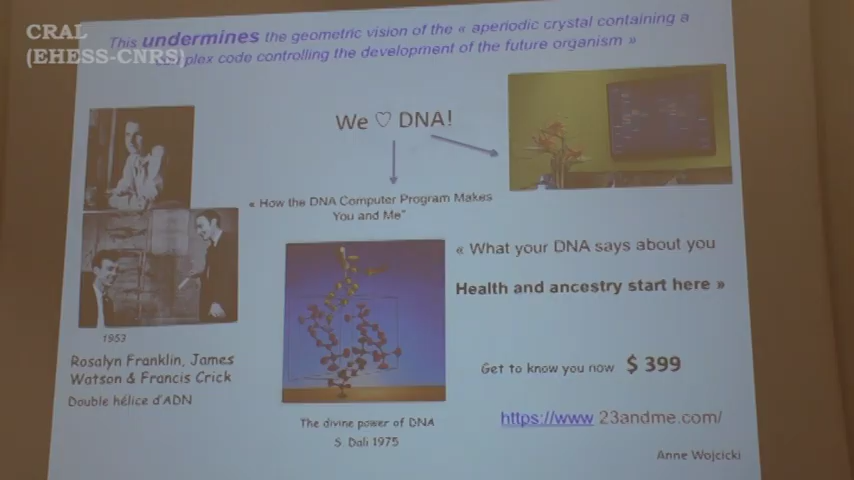 CRAL
(EHESS-CNRS)
This undermines the geometric vision of the « aperiodic crystal containing a
complex code controlling the development of the future organism »
We ♡ DNA!
« How the DNA Computer Program Makes
You and Me"
« What your DNA says about you
Health and ancestry start here »
1953
Rosalyn Franklin, James
Watson & Francis Crick
Double hélice d'ADN
The divine power of DNA
S. Dali 1975
Get to know you now $ 399
https://www 23andme.com/
Anne Wojcicki